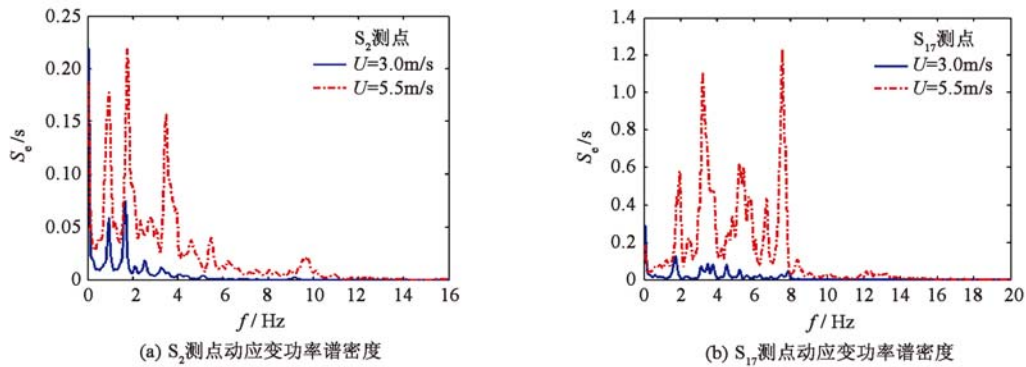 0.25
0.20
0.15
0.10
0.05
0
Sₑ/s
S₂测点
U=3.0m/s
U=5.5m/s
0 2 4 6 8 10 12 14 16
f / Hz
(a) S₂测点动应变功率谱密度
1.4
1.2
1.0
0.8
0.6
0.4
0.2
0
Sₑ/s
S₁₇测点
U=3.0m/s
U=5.5m/s
0 2 4 6 8 10 12 14 16 18 20
f / Hz
(b) S₁₇测点动应变功率谱密度